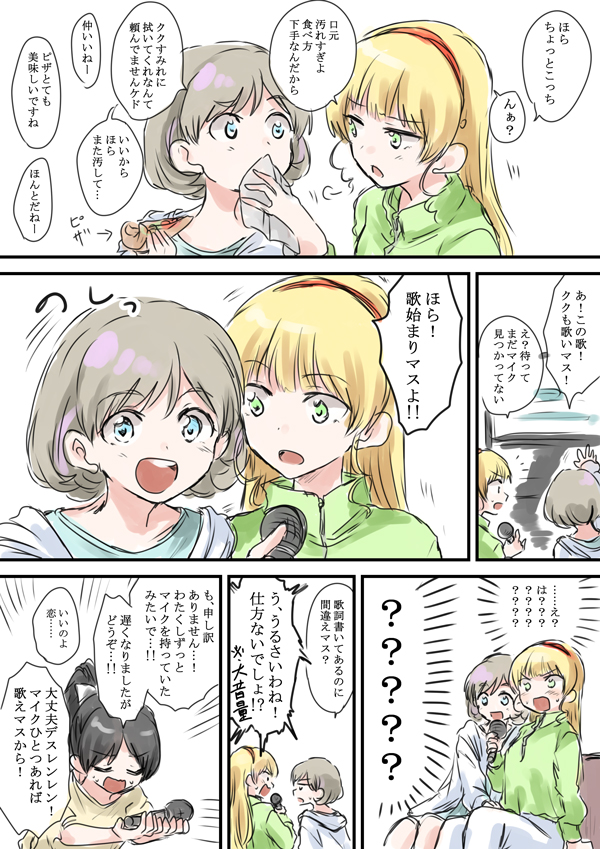 ほら
ちょっとこっち
んぁ?
口元
汚れすぎよ
食べ方
下手なんだから
ククすみれに
拭いてくれなんて
頼んでませんケド
いいから
ほら
また汚して…
仲いいねー
ピザとても
美味しいですね
ほんとだねー
ピザ→
あ!この歌!
ククも歌いマス!
え?待って
まだマイク
見つかってない
ほら!
歌始まりマスよ!!
のしっ
……え?
は????
????
????
??????
歌詞書いてあるのに
間違えマス?
う、うるさいわね!
仕方ないでしょ!?
※大音量
も、申し訳
ありません…!
わたくしずっと
マイクを持っていた
みたいで…!!
遅くなりましたが
どうぞ…!!
いいのよ
恋……
大丈夫デスレンレン!
マイクひとつあれば
歌えマスから!